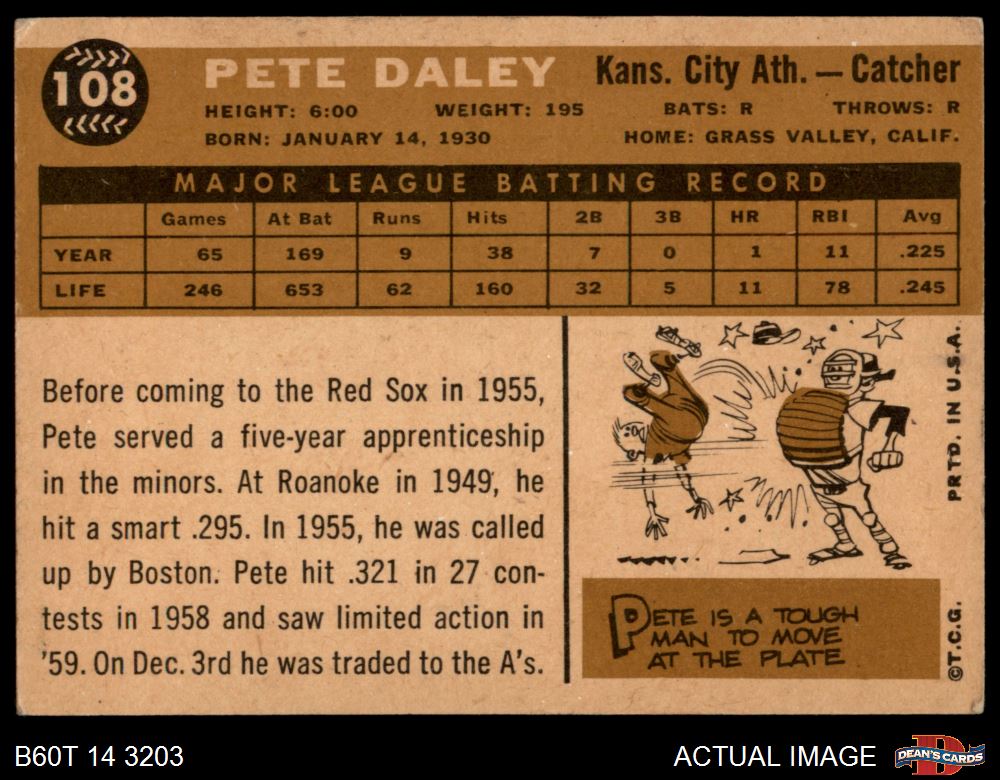 108
PETE DALEY
Kans. City Ath. — Catcher
HEIGHT: 6:00 WEIGHT: 195 BATS: R THROWS: R
BORN: JANUARY 14, 1930 HOME: GRASS VALLEY, CALIF.
MAJOR LEAGUE BATTING RECORD
Games At Bat Runs Hits 2B 3B HR RBI Avg
YEAR 65 169 9 38 7 0 1 11 .225
LIFE 246 653 62 160 32 5 11 78 .245
Before coming to the Red Sox in 1955,
Pete served a five-year apprenticeship
in the minors. At Roanoke in 1949, he
hit a smart .295. In 1955, he was called
up by Boston. Pete hit .321 in 27 con-
tests in 1958 and saw limited action in
'59. On Dec. 3rd he was traded to the A's.
PETE IS A TOUGH
MAN TO MOVE
AT THE PLATE
©T.C.G. PRTD. IN U.S.A.
B60T 14 3203
ACTUAL IMAGE
D
DEAN'S CARDS